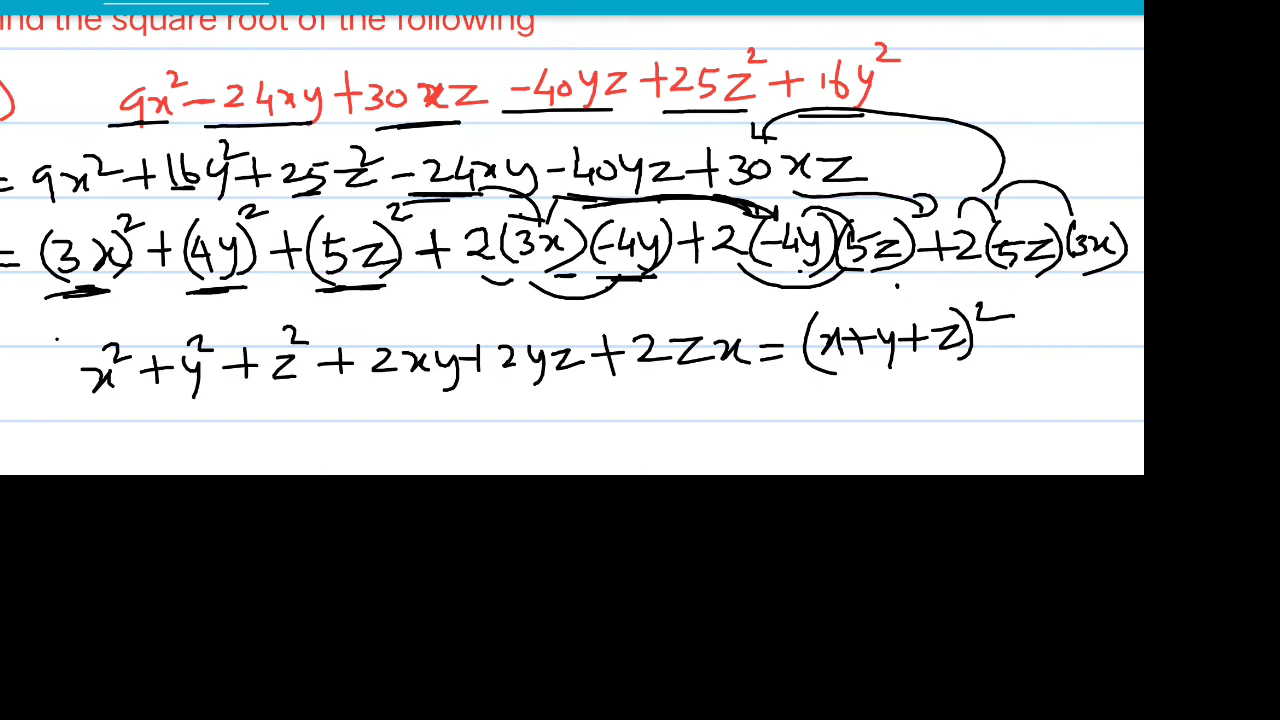 ind the square root of the following
) 9x² - 24xy + 30xz - 40yz + 25z² + 16y²
= 9x² + 16y² + 25z² - 24xy - 40yz + 30xz
= (3x)² + (4y)² + (5z)² + 2(3x)(-4y) + 2(-4y)(5z) + 2(5z)(3x)
x² + y² + z² + 2xy + 2yz + 2zx = (x+y+z)²